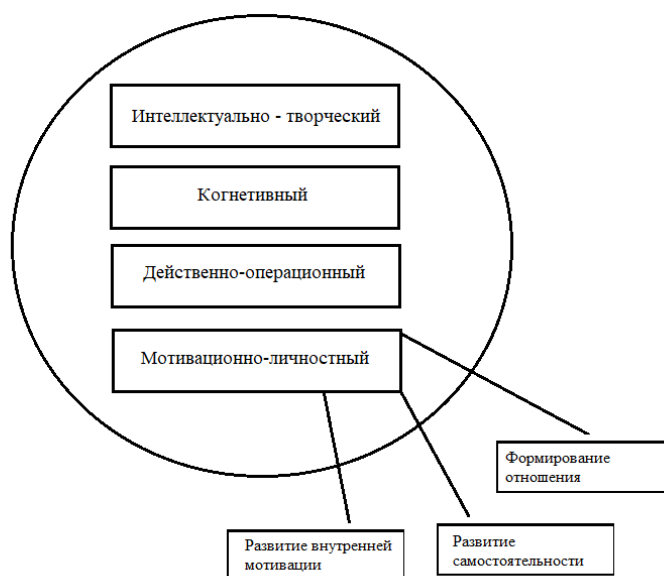 Интеллектуально - творческий
Когнетивный
Действенно-операционный
Мотивационно-личностный
Формирование
отношения
Развитие внутренней
мотивации
Развитие
самостоятельности